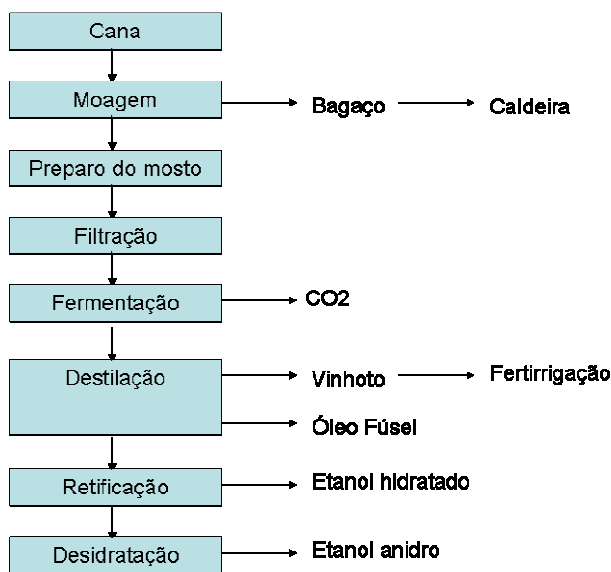 Cana
Moagem
Bagaço
Caldeira
Preparo do mosto
Filtração
Fermentação
CO2
Destilação
Vinhoto
Fertirrigação
Óleo Fúsel
Retificação
Etanol hidratado
Desidratação
Etanol anidro